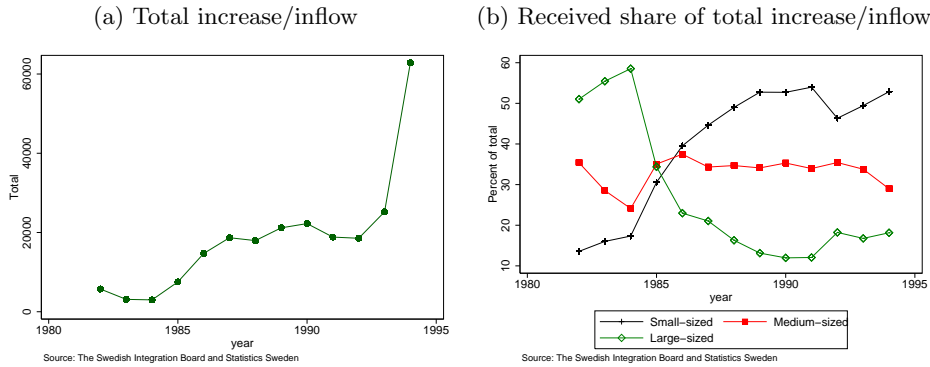 (a) Total increase/inflow
Total
60000
40000
20000
0
1980
1985
1990
1995
year
Source: The Swedish Integration Board and Statistics Sweden
(b) Received share of total increase/inflow
Percent of total
60
50
40
30
20
10
1980
1985
1990
1995
year
Small-sized
Medium-sized
Large-sized
Source: The Swedish Integration Board and Statistics Sweden